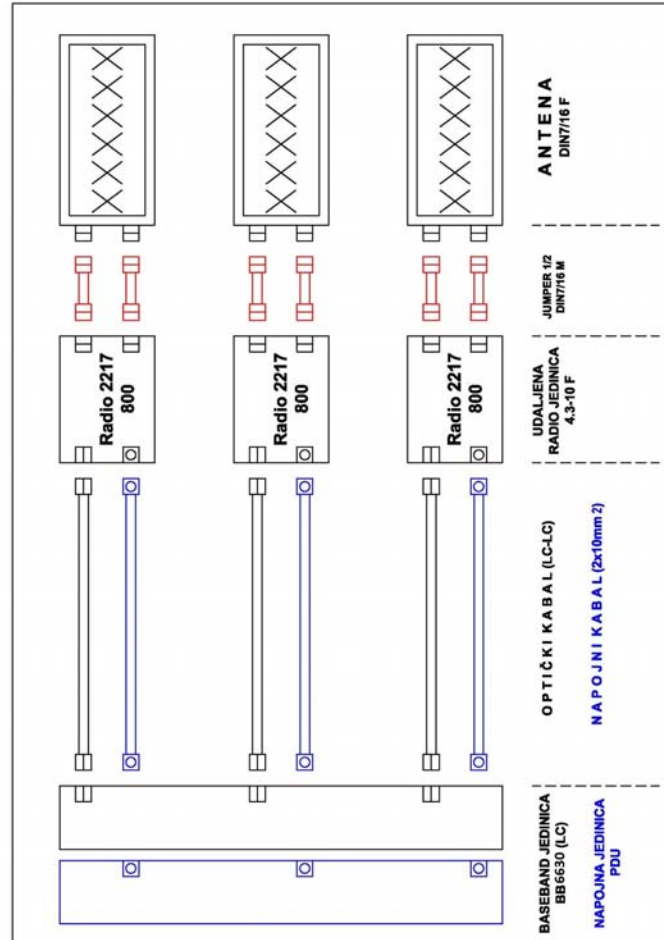 ANTENA
DIN7/16 F
JUMPER 1/2
DIN7/16 M
Radio 2217
800
Radio 2217
800
Radio 2217
800
UDALJENA
RADIO JEDINICA
4.3-10 F
OPTIČKI KABAL (LC-LC)
NAPOJNI KABAL (2x10mm2)
BASEBAND JEDINICA
BB6630 (LC)
NAPOJNA JEDINICA
PDU